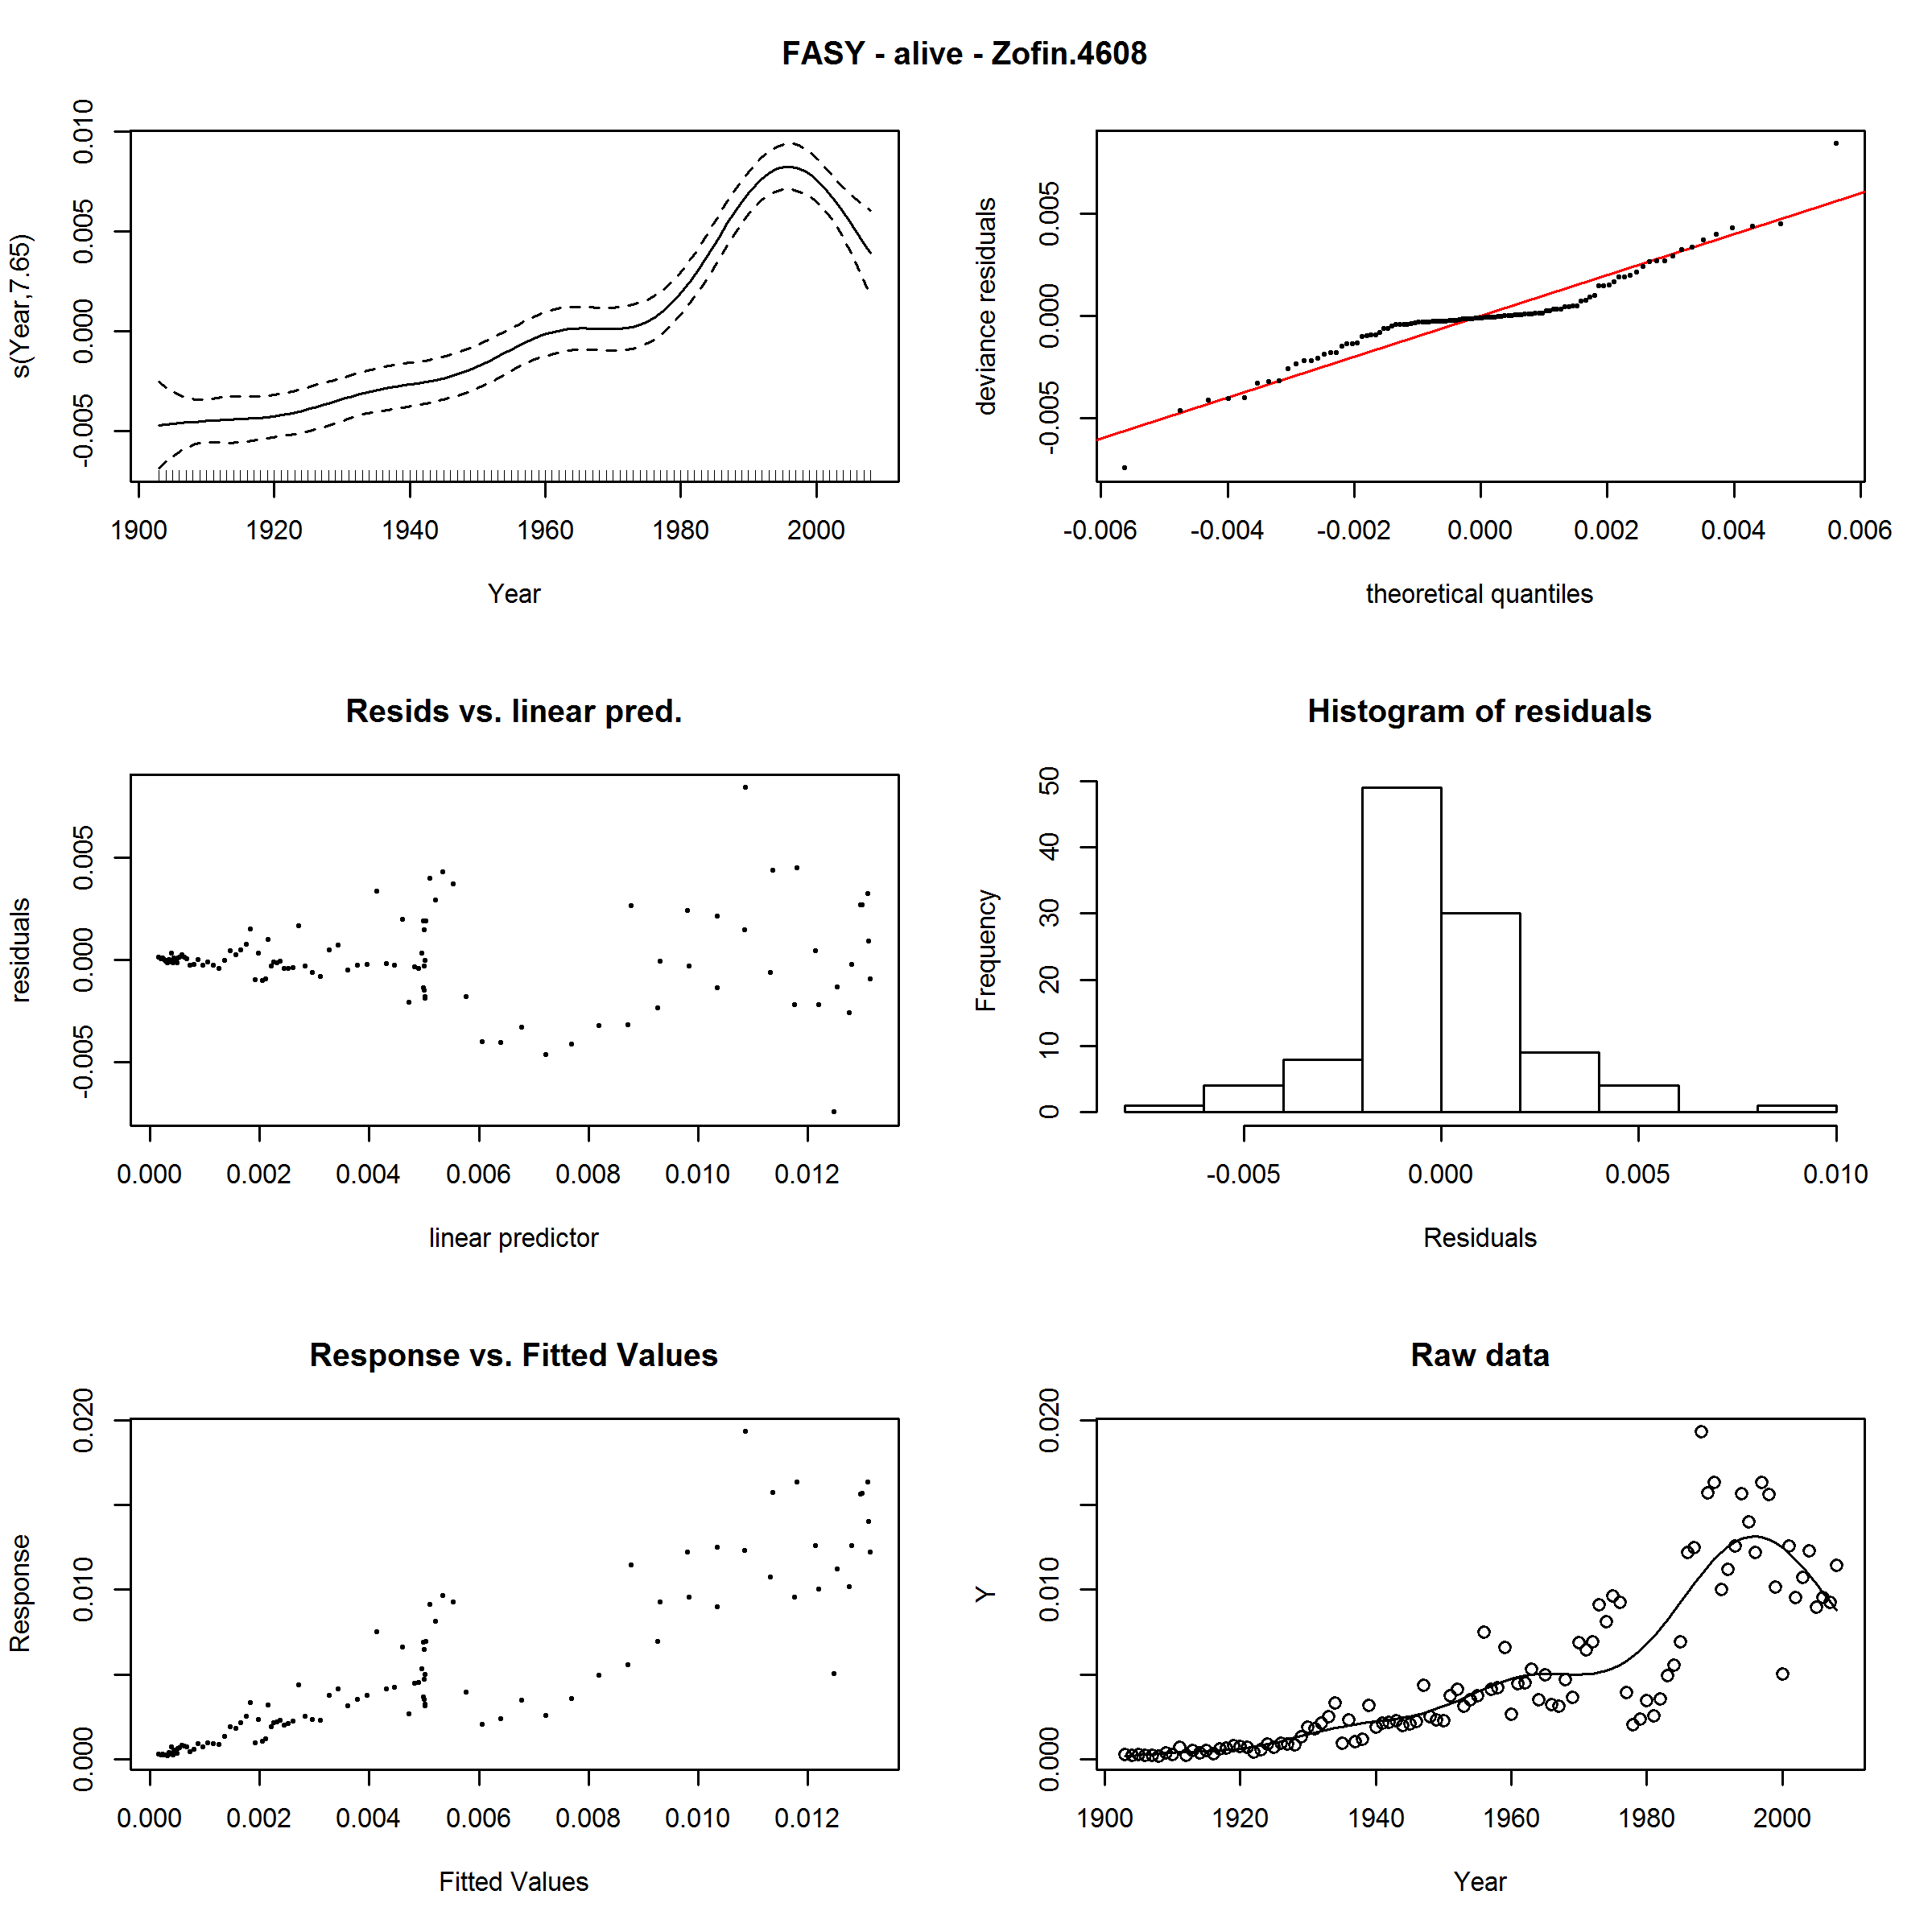 FASY - alive - Zofin.4608
s(Year,7.65)
-0.005 0.000 0.005 0.010
1900 1920 1940 1960 1980 2000
Year
deviance residuals
-0.005 0.000 0.005
-0.006 -0.004 -0.002 0.000 0.002 0.004 0.006
theoretical quantiles
Resids vs. linear pred.
residuals
-0.005 0.000 0.005
0.000 0.002 0.004 0.006 0.008 0.010 0.012
linear predictor
Histogram of residuals
Frequency
0 10 20 30 40 50
-0.005 0.000 0.005 0.010
Residuals
Response vs. Fitted Values
Response
0.000 0.010 0.020
0.000 0.002 0.004 0.006 0.008 0.010 0.012
Fitted Values
Raw data
Y
0.000 0.010 0.020
1900 1920 1940 1960 1980 2000
Year